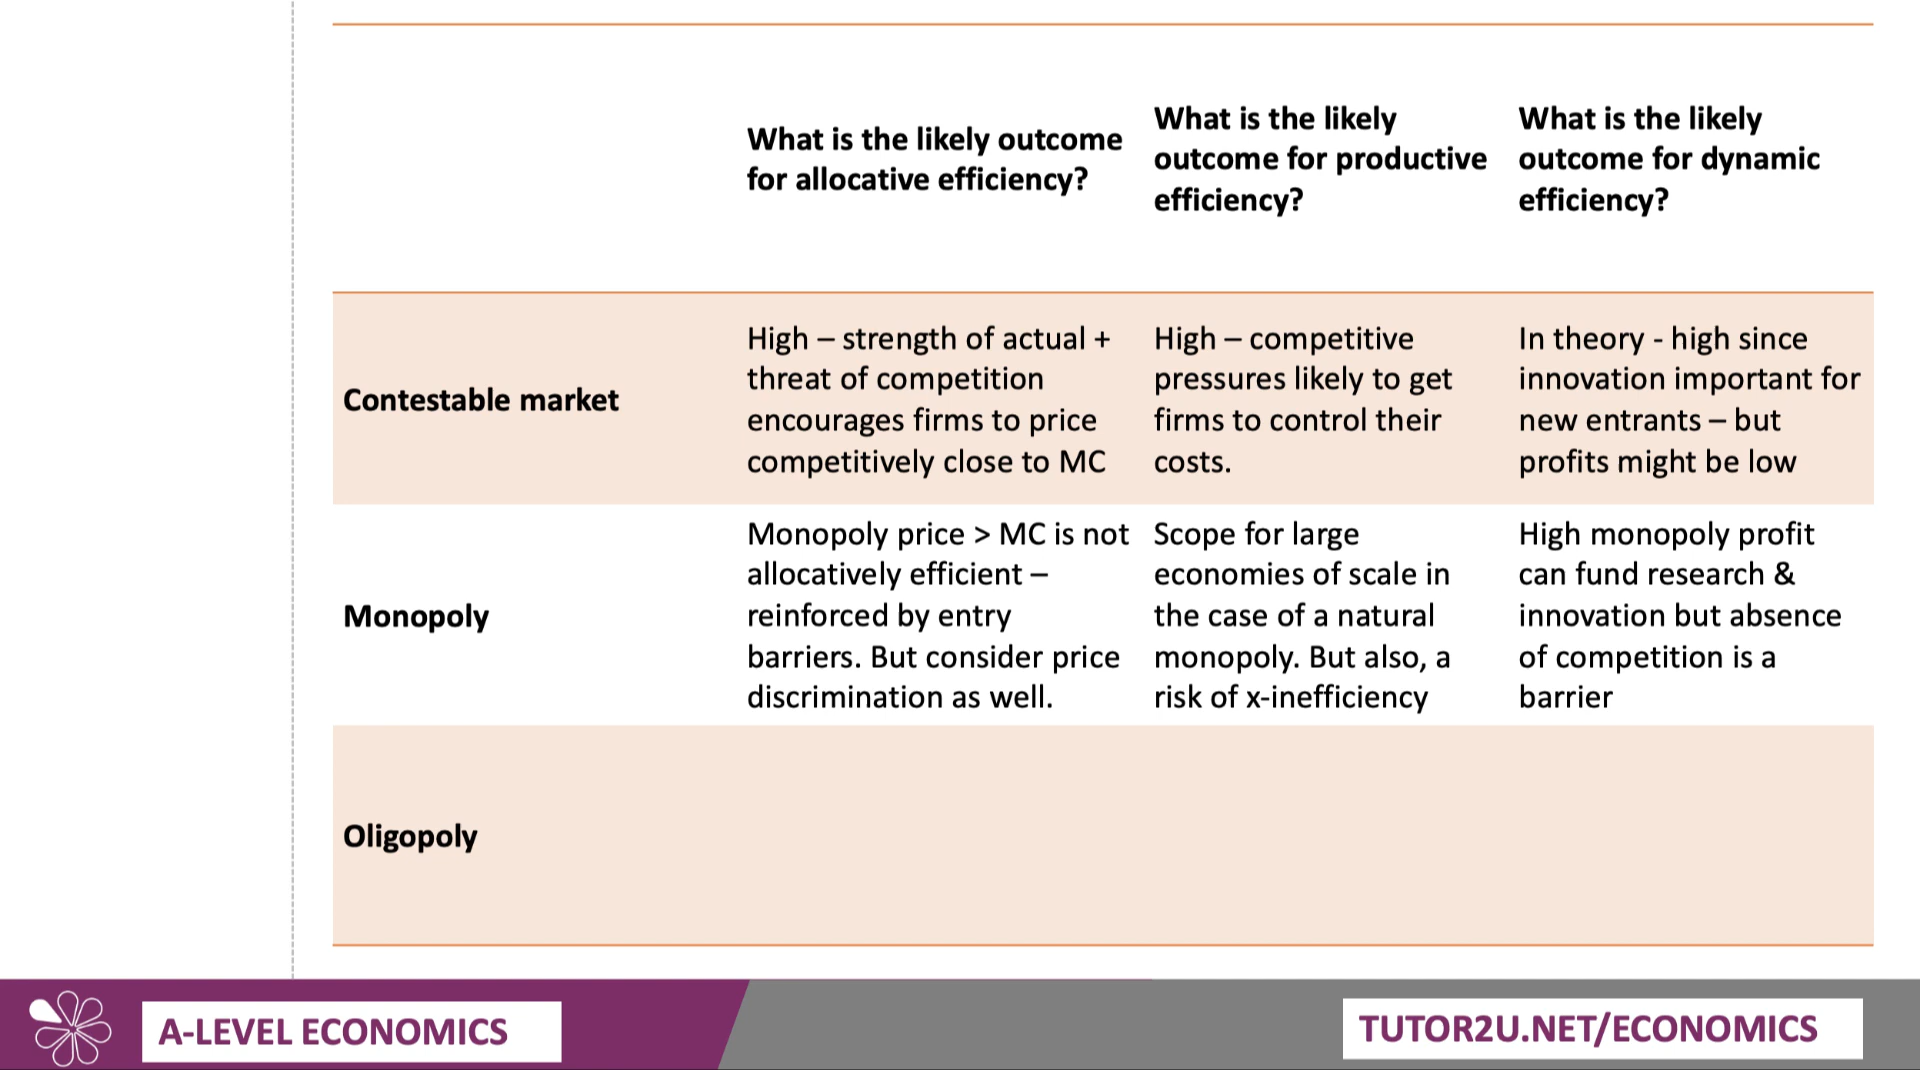 What is the likely outcome
for allocative efficiency?
What is the likely
outcome for productive
efficiency?
What is the likely
outcome for dynamic
efficiency?
Contestable market
High – strength of actual +
threat of competition
encourages firms to price
competitively close to MC
High – competitive
pressures likely to get
firms to control their
costs.
In theory - high since
innovation important for
new entrants – but
profits might be low
Monopoly
Monopoly price > MC is not
allocatively efficient –
reinforced by entry
barriers. But consider price
discrimination as well.
Scope for large
economies of scale in
the case of a natural
monopoly. But also, a
risk of x-inefficiency
High monopoly profit
can fund research &
innovation but absence
of competition is a
barrier
Oligopoly
A-LEVEL ECONOMICS
TUTOR2U.NET/ECONOMICS